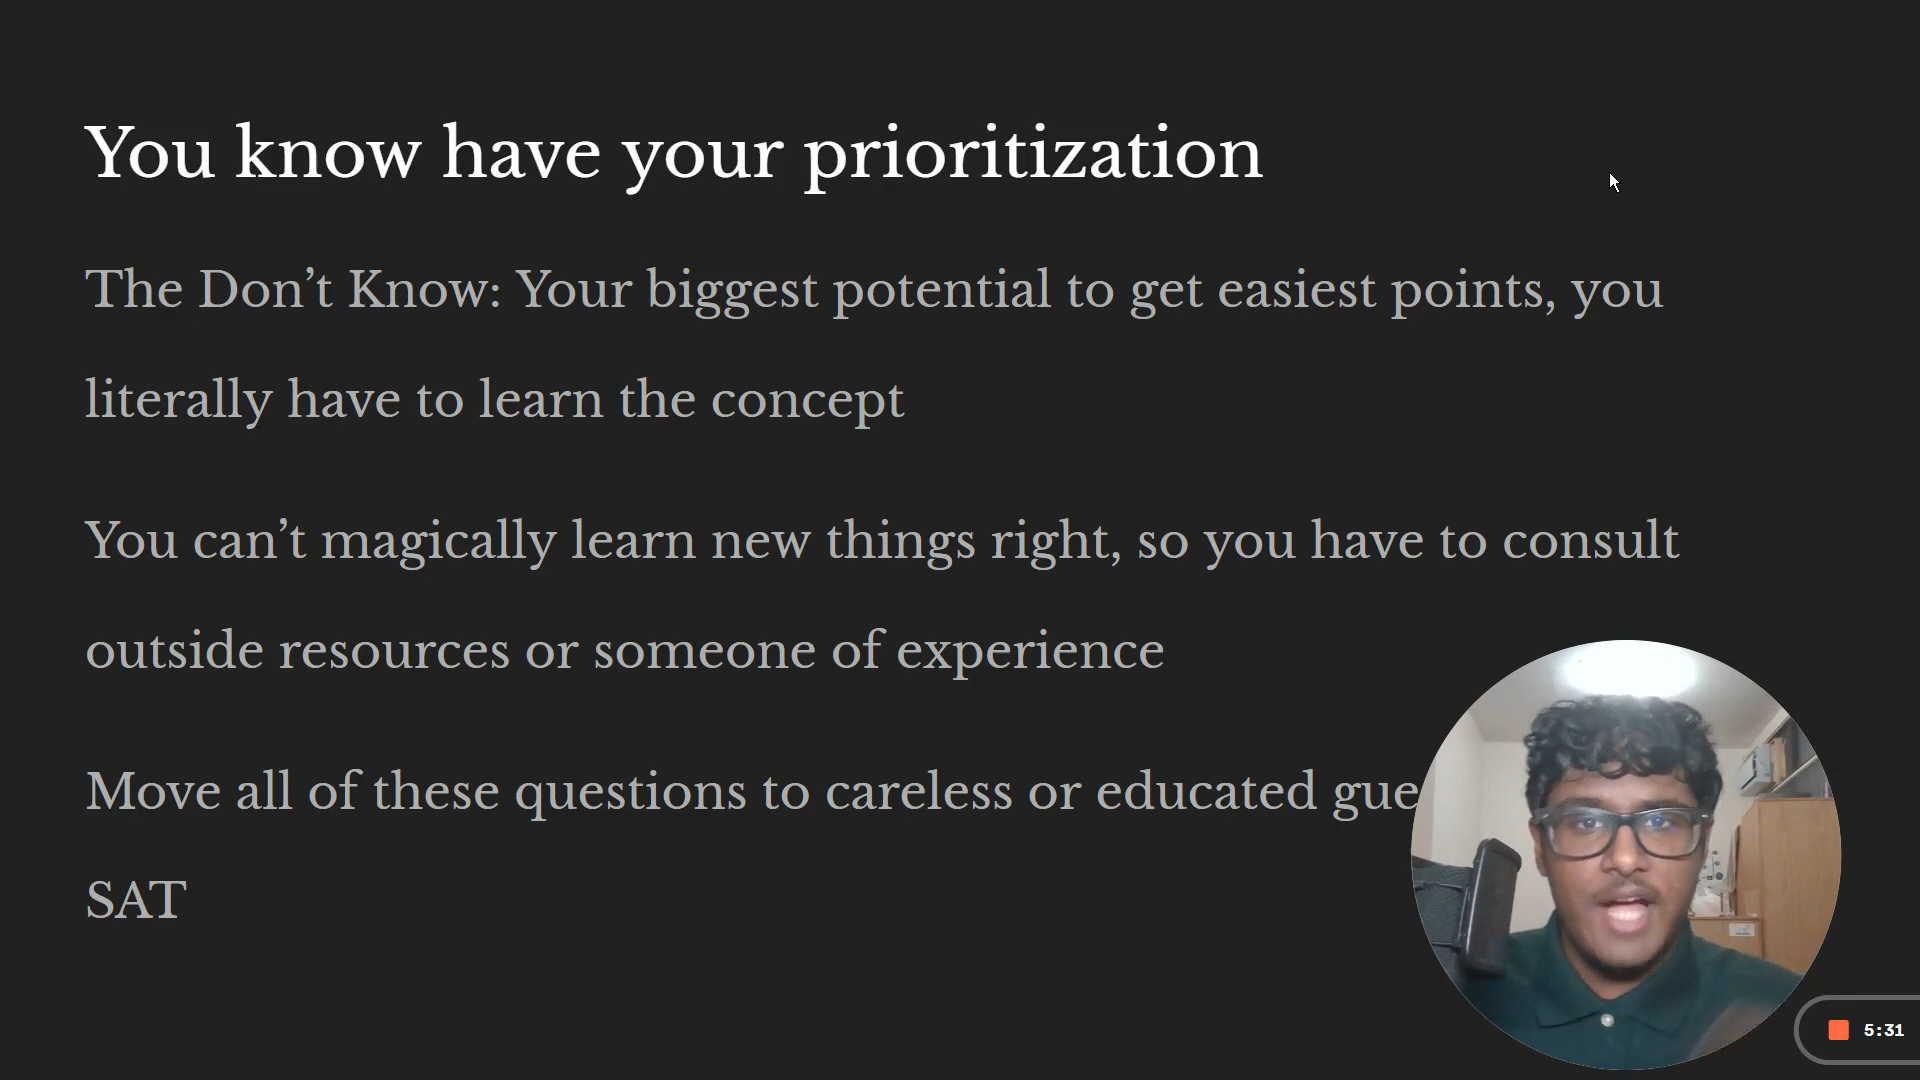 You know have your prioritization
The Don’t Know: Your biggest potential to get easiest points, you
literally have to learn the concept
You can’t magically learn new things right, so you have to consult
outside resources or someone of experience
Move all of these questions to careless or educated gue
SAT
5:31